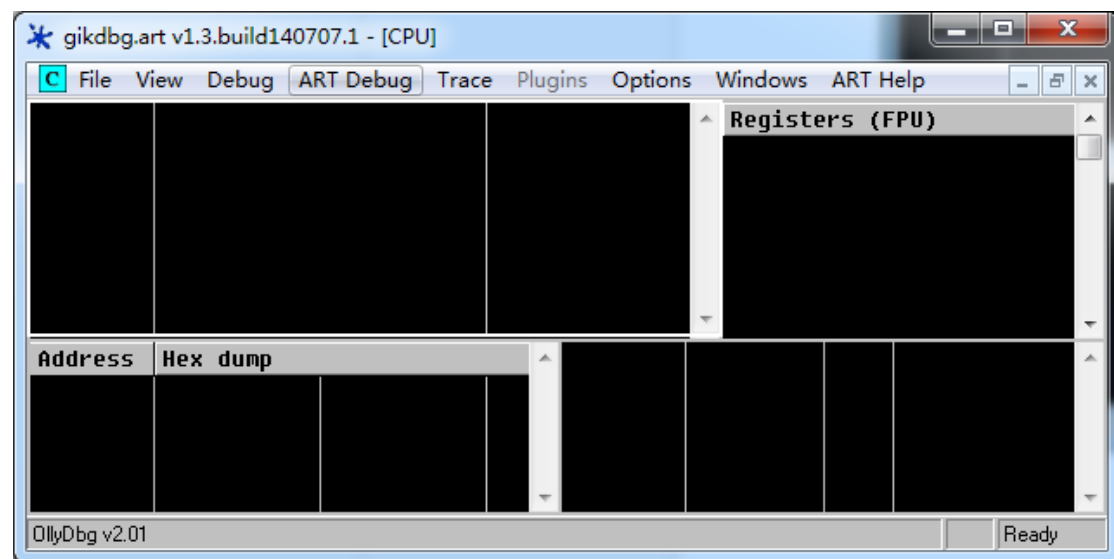 gikdbg.art v1.3.build140707.1 - [CPU]
C File View Debug ART Debug Trace Plugins Options Windows ART Help
Registers (FPU)
Address Hex dump
OllyDbg v2.01 Ready